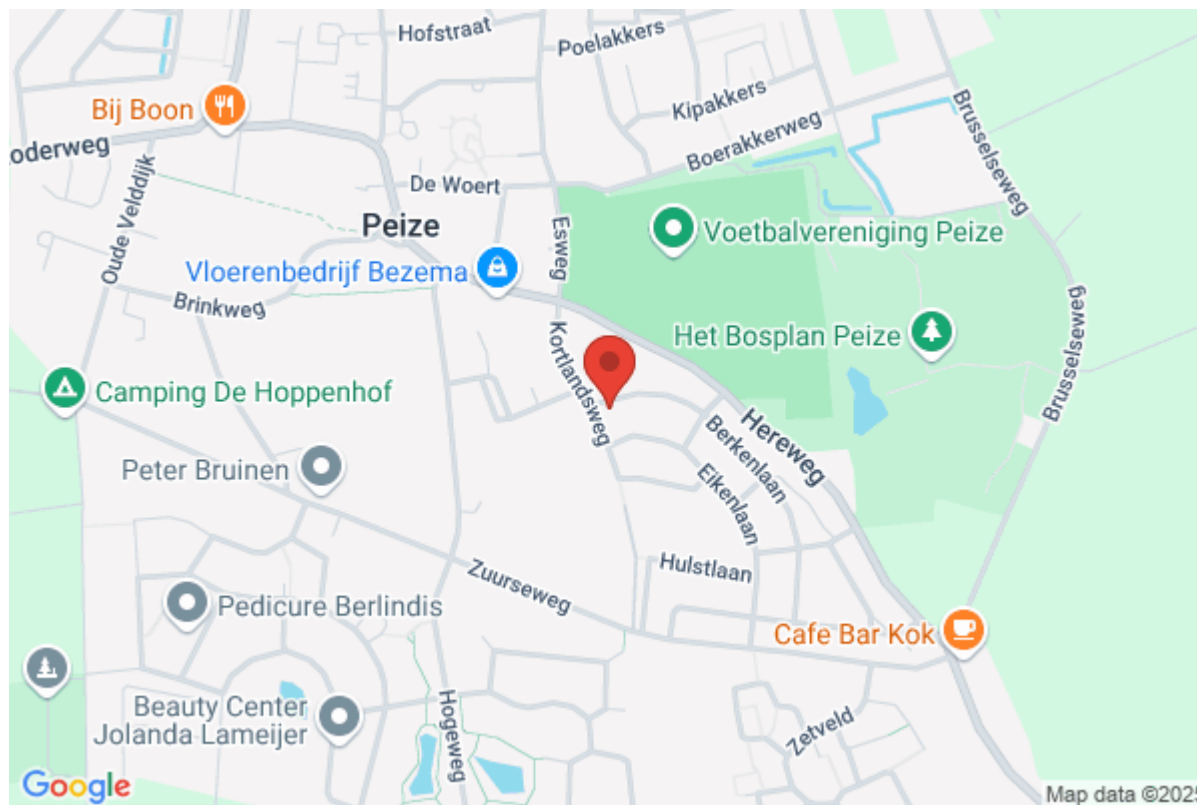 Hofstraat
Poelakkers
Bij Boon
Kipakkers
Brusselseweg
oderweg
Boerakkerweg
De Woert
Oude Velddijk
Peize
Esweg
Voetbalvereniging Peize
Vloerenbedrijf Bezema
Brinkweg
Brusselseweg
Het Bosplan Peize
Kortlandsweg
Camping De Hoppenhof
Hereweg
Berkenlaan
Peter Bruinen
Eikenlaan
Hulstlaan
Zuurseweg
Pedicure Berlindis
Cafe Bar Kok
Beauty Center
Jolanda Lameijer
Hogeweg
Zetveld
Google
Map data ©2025